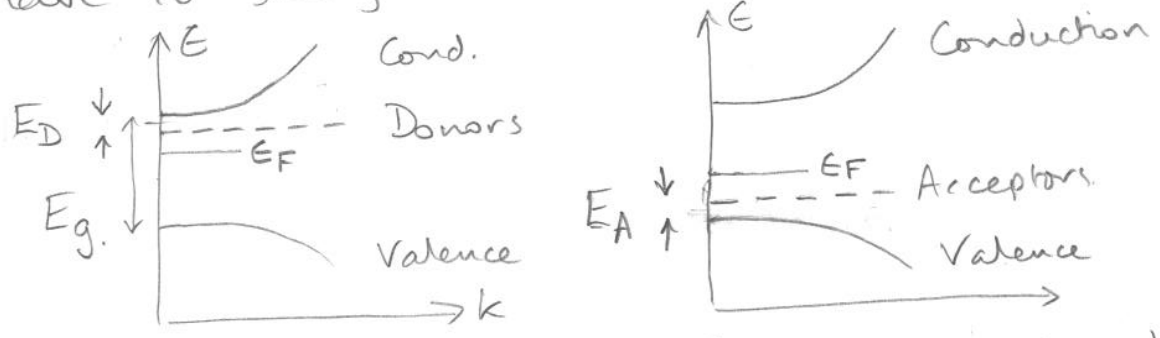 E Cond.
E_D Donors
E_F
E_g.
Valence
k
E Conduction
E_F
E_A Acceptors.
Valence